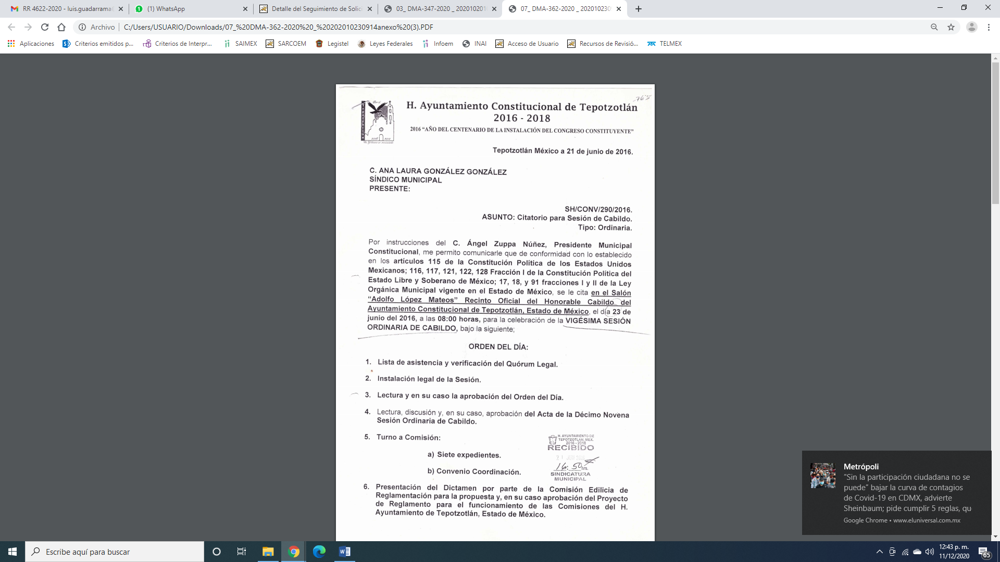 RR 4622-2020 - luis.guadarrama
(1) WhatsApp
Detalle del Seguimiento de Solici
03_ DMA-347-2020 _ 2020102010
07_ DMA-362-2020 _ 20201023091
Archivo
C:/Users/USUARIO/Downloads/07_%20DMA-362-2020%20_%20202010230914anexo%20(3).PDF
Aplicaciones
Criterios emitidos p...
Criterios de Interpr...
SAIMEX
SARCOEM
Legistel
Leyes Federales
Infoem
INAI
Acceso de Usuario
Recursos de Revisió...
TELMEX
765
H. Ayuntamiento Constitucional de Tepotzotlán
2016 - 2018
2016 “AÑO DEL CENTENARIO DE LA INSTALACIÓN DEL CONGRESO CONSTITUYENTE”
Tepotzotlán México a 21 de junio de 2016.
C. ANA LAURA GONZÁLEZ GONZÁLEZ
SÍNDICO MUNICIPAL
PRESENTE:
SH/CONV/290/2016.
ASUNTO: Citatorio para Sesión de Cabildo.
Tipo: Ordinaria.
Por instrucciones del C. Ángel Zuppa Núñez, Presidente Municipal
Constitucional, me permito comunicarle que de conformidad con lo establecido
en los artículos 115 de la Constitución Política de los Estados Unidos
Mexicanos; 116, 117, 121, 122, 128 Fracción I de la Constitución Política del
Estado Libre y Soberano de México; 17, 18, y 91 fracciones I y II de la Ley
Orgánica Municipal vigente en el Estado de México, se le cita en el Salón
“Adolfo López Mateos” Recinto Oficial del Honorable Cabildo del
Ayuntamiento Constitucional de Tepotzotlán, Estado de México, el día 23 de
junio del 2016, a las 08:00 horas, para la celebración de la VIGÉSIMA SESIÓN
ORDINARIA DE CABILDO, bajo la siguiente;
ORDEN DEL DÍA:
1. Lista de asistencia y verificación del Quórum Legal.
2. Instalación legal de la Sesión.
3. Lectura y en su caso la aprobación del Orden del Día.
4. Lectura, discusión y, en su caso, aprobación del Acta de la Décimo Novena
Sesión Ordinaria de Cabildo.
5. Turno a Comisión:
a) Siete expedientes.
b) Convenio Coordinación.
H. AYUNTAMIENTO DE
TEPOTZOTLAN, MEX.
2016 - 2018
RECIBIDO
21 JUN 2016
16:50 hrs.
SINDICATURA
MUNICIPAL
6. Presentación del Dictamen por parte de la Comisión Edilicia de
Reglamentación para la propuesta y, en su caso aprobación del Proyecto
de Reglamento para el funcionamiento de las Comisiones del H.
Ayuntamiento de Tepotzotlán, Estado de México.
Metrópoli
“Sin la participación ciudadana no se
puede” bajar la curva de contagios
de Covid-19 en CDMX, advierte
Sheinbaum; pide cumplir 5 reglas, qu
Google Chrome • www.eluniversal.com.mx
Escribe aquí para buscar
12:43 p. m.
11/12/2020
65